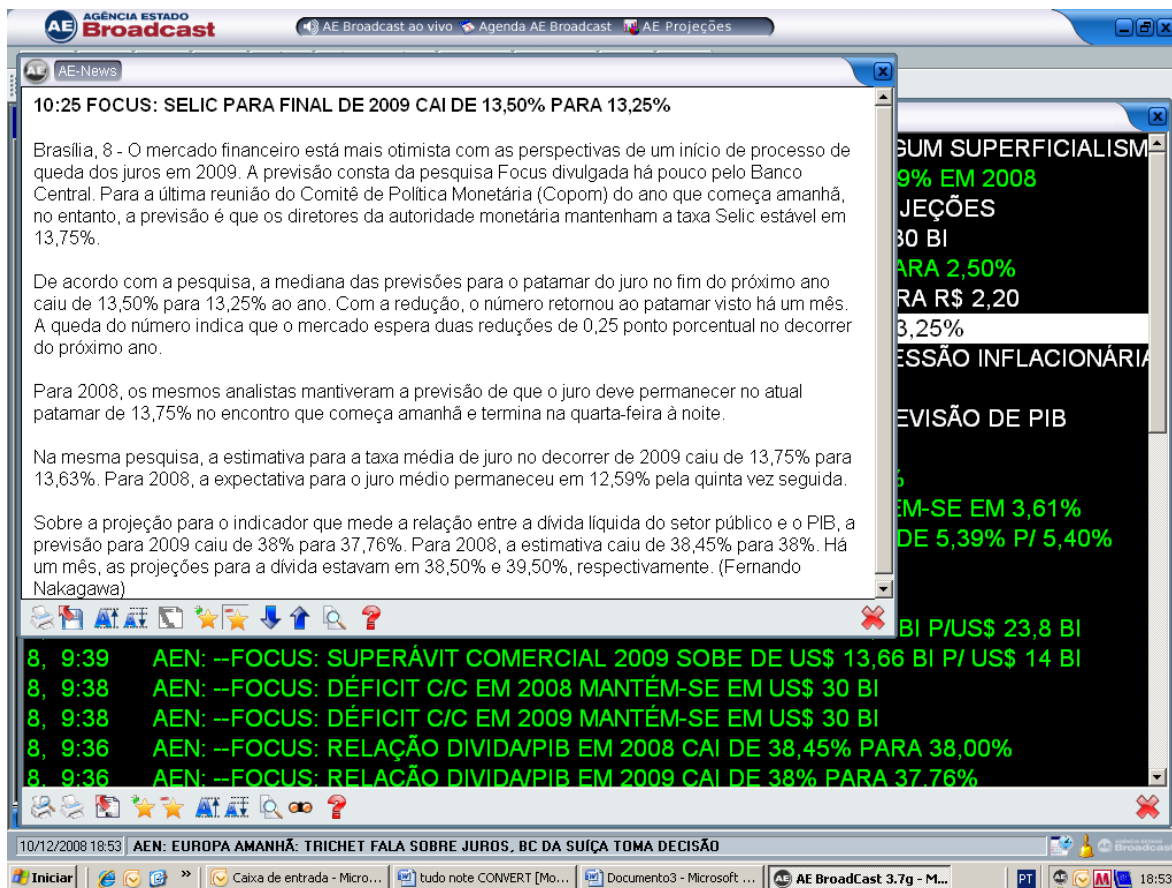 AGÊNCIA ESTADO
AE Broadcast
AE Broadcast ao vivo Agenda AE Broadcast AE Projeções
AE AE-News
10:25 FOCUS: SELIC PARA FINAL DE 2009 CAI DE 13,50% PARA 13,25%
Brasília, 8 - O mercado financeiro está mais otimista com as perspectivas de um início de processo de
queda dos juros em 2009. A previsão consta da pesquisa Focus divulgada há pouco pelo Banco
Central. Para a última reunião do Comitê de Política Monetária (Copom) do ano que começa amanhã,
no entanto, a previsão é que os diretores da autoridade monetária mantenham a taxa Selic estável em
13,75%.
De acordo com a pesquisa, a mediana das previsões para o patamar do juro no fim do próximo ano
caiu de 13,50% para 13,25% ao ano. Com a redução, o número retornou ao patamar visto há um mês.
A queda do número indica que o mercado espera duas reduções de 0,25 ponto porcentual no decorrer
do próximo ano.
Para 2008, os mesmos analistas mantiveram a previsão de que o juro deve permanecer no atual
patamar de 13,75% no encontro que começa amanhã e termina na quarta-feira à noite.
Na mesma pesquisa, a estimativa para a taxa média de juro no decorrer de 2009 caiu de 13,75% para
13,63%. Para 2008, a expectativa para o juro médio permaneceu em 12,59% pela quinta vez seguida.
Sobre a projeção para o indicador que mede a relação entre a dívida líquida do setor público e o PIB, a
previsão para 2009 caiu de 38% para 37,76%. Para 2008, a estimativa caiu de 38,45% para 38%. Há
um mês, as projeções para a dívida estavam em 38,50% e 39,50%, respectivamente. (Fernando
Nakagawa)
GUM SUPERFICIALISM
9% EM 2008
JEÇÕES
30 BI
ARA 2,50%
RA R$ 2,20
3,25%
ESSÃO INFLACIONÁRIA
EVISÃO DE PIB
EM-SE EM 3,61%
DE 5,39% P/ 5,40%
BI P/US$ 23,8 BI
8, 9:39 AEN: --FOCUS: SUPERÁVIT COMERCIAL 2009 SOBE DE US$ 13,66 BI P/ US$ 14 BI
8, 9:38 AEN: --FOCUS: DÉFICIT C/C EM 2008 MANTÉM-SE EM US$ 30 BI
8, 9:38 AEN: --FOCUS: DÉFICIT C/C EM 2009 MANTÉM-SE EM US$ 30 BI
8, 9:36 AEN: --FOCUS: RELAÇÃO DIVIDA/PIB EM 2008 CAI DE 38,45% PARA 38,00%
8, 9:36 AEN: --FOCUS: RELAÇÃO DIVIDA/PIB EM 2009 CAI DE 38% PARA 37,76%
10/12/2008 18:53 AEN: EUROPA AMANHÃ: TRICHET FALA SOBRE JUROS, BC DA SUÍÇA TOMA DECISÃO
Iniciar » Caixa de entrada - Micro... tudo note CONVERT [Mo... Documento3 - Microsoft ... AE BroadCast 3.7g - M... PT 18:53